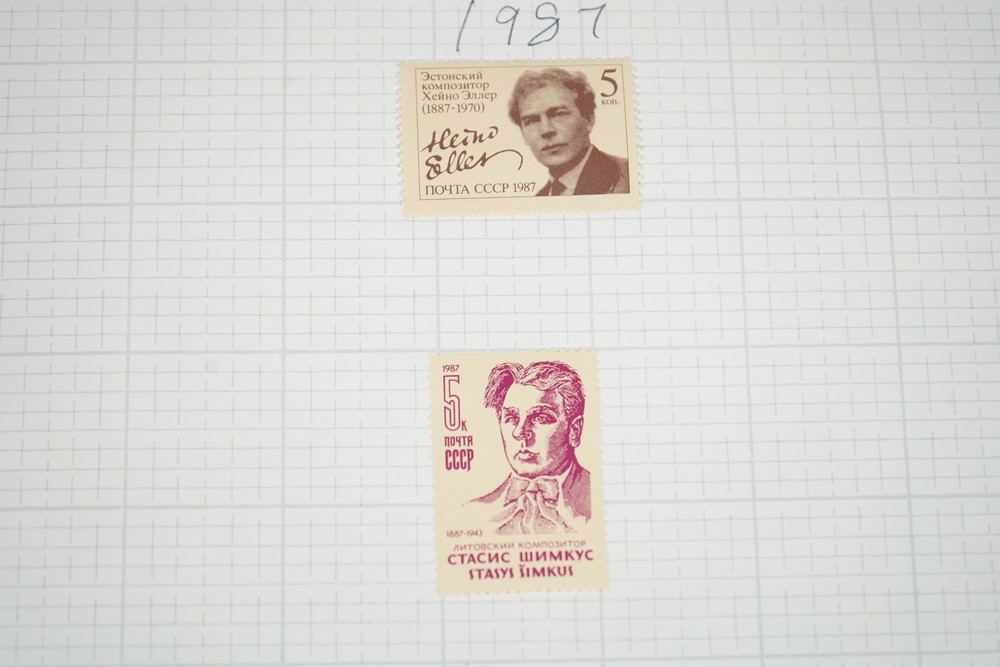 1987
Эстонский
композитор
Хейно Эллер
(1887-1970)
5
коп.
Heino
Eller
ПОЧТА СССР 1987
1987
5к
ПОЧТА
СССР
1887-1943
ЛИТОВСКИЙ КОМПОЗИТОР
СТАСИС ШИМКУС
STASYS ŠIMKUS